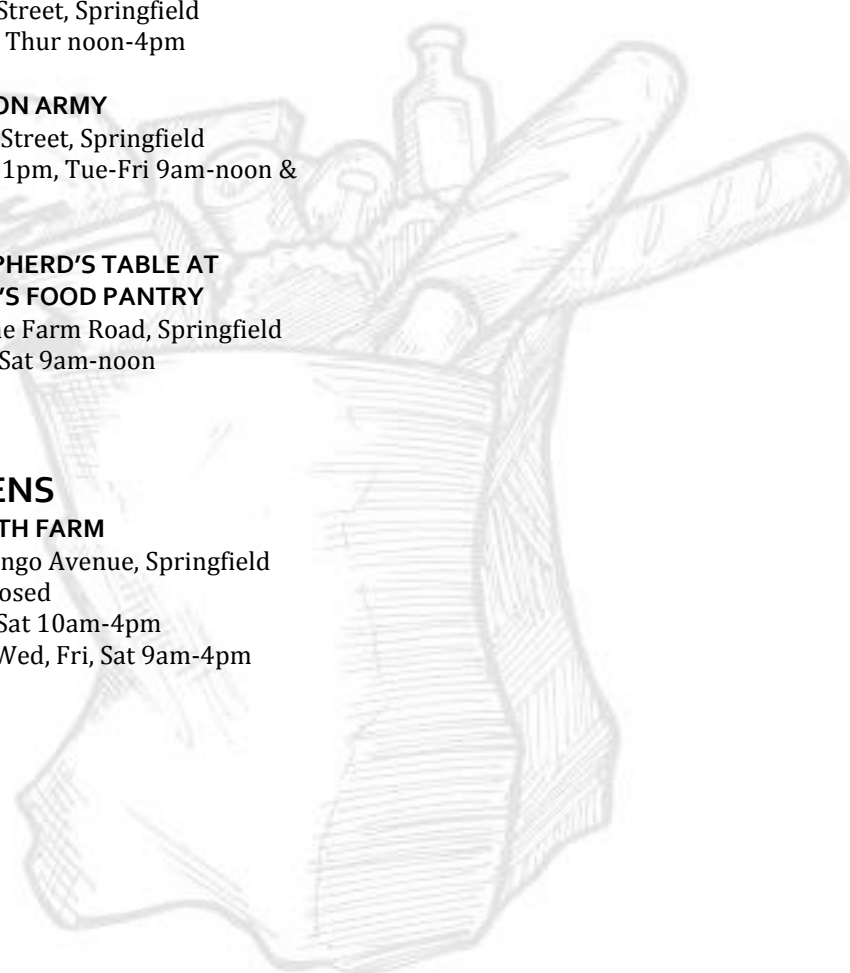 Street, Springfield
Thur noon-4pm
ON ARMY
Street, Springfield
1pm, Tue-Fri 9am-noon &
PHERD'S TABLE AT
'S FOOD PANTRY
ne Farm Road, Springfield
Sat 9am-noon
ENS
TH FARM
ngo Avenue, Springfield
osed
Sat 10am-4pm
Wed, Fri, Sat 9am-4pm